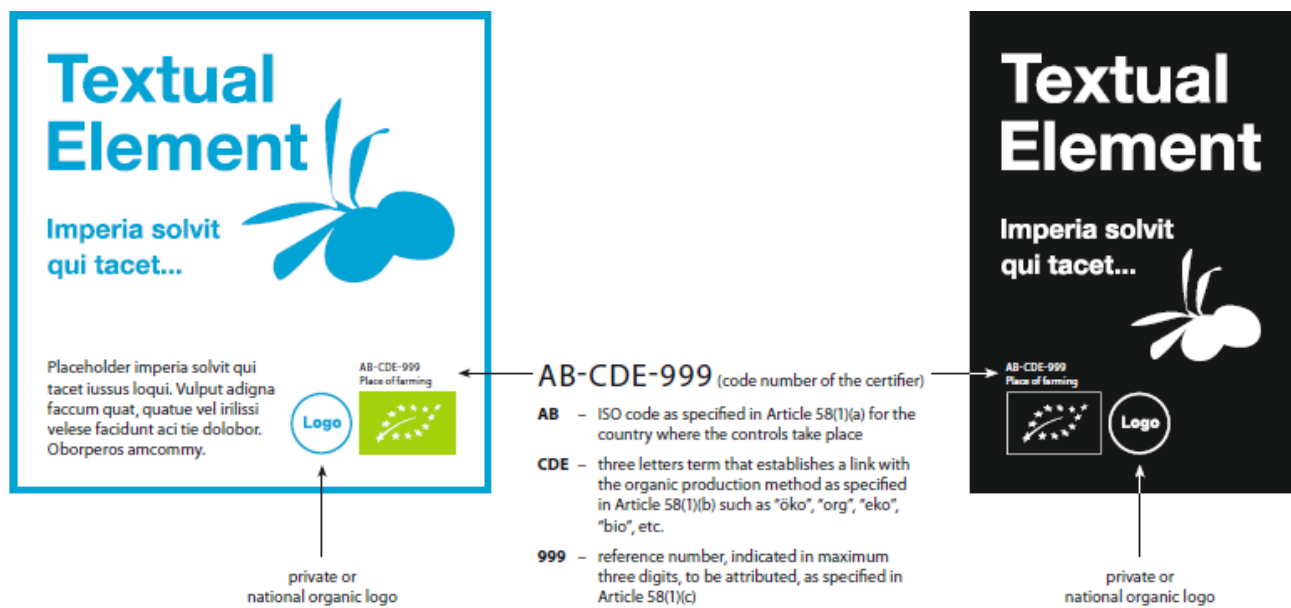 Textual
Element
Imperia solvit
qui tacet...
Placeholder imperia solvit qui
tacet iussus loqui. Vulput adigna
faccum quat, quatue vel irilissi
velese facidunt aci tie dolobor.
Oborperos amcommy.
AB-CDE-999
Place of farming
Logo
private or
national organic logo
AB-CDE-999 (code number of the certifier)
AB – ISO code as specified in Article 58(1)(a) for the
country where the controls take place
CDE – three letters term that establishes a link with
the organic production method as specified
in Article 58(1)(b) such as "öko", "org", "eko",
"bio", etc.
999 – reference number, indicated in maximum
three digits, to be attributed, as specified in
Article 58(1)(c)
Textual
Element
Imperia solvit
qui tacet...
AB-CDE-999
Place of farming
Logo
private or
national organic logo